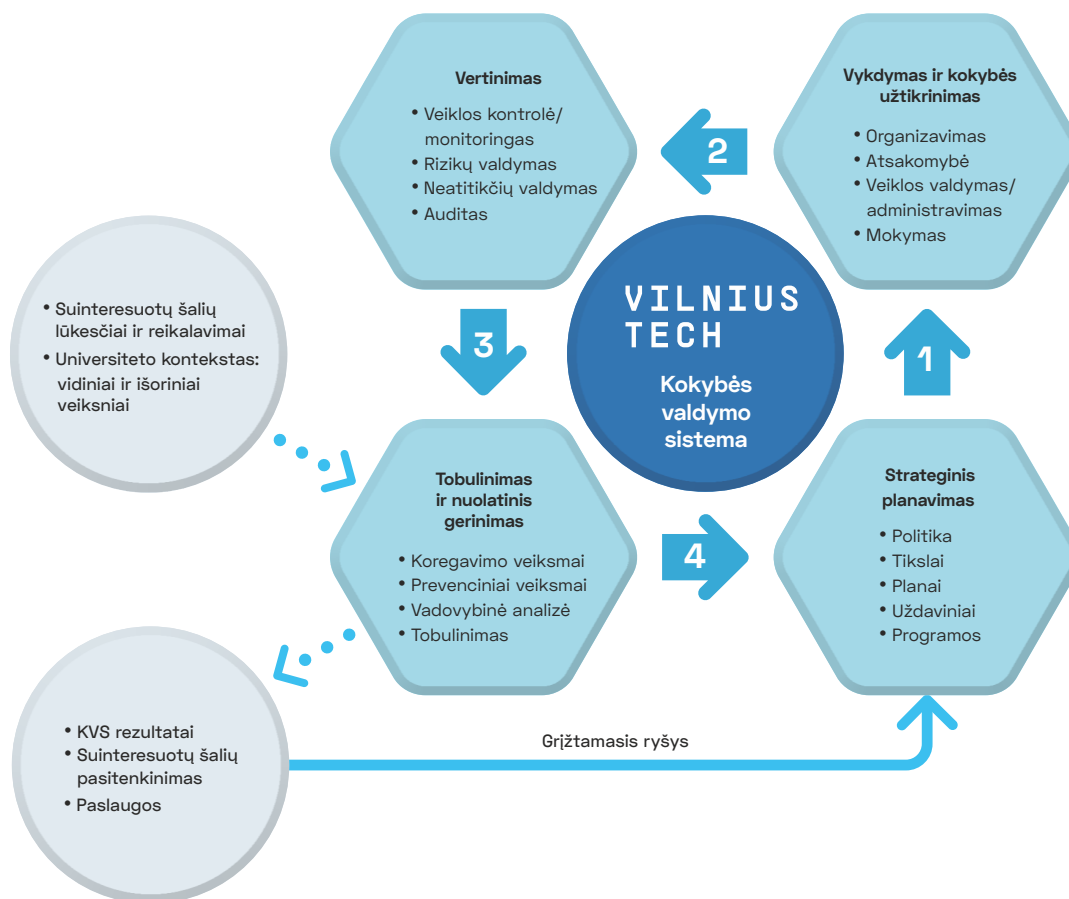 Vertinimas
• Veiklos kontrolė/
monitoringas
• Rizikų valdymas
• Neatitikčių valdymas
• Auditas
2
Vykdymas ir kokybės
užtikrinimas
• Organizavimas
• Atsakomybė
• Veiklos valdymas/
administravimas
• Mokymas
• Suinteresuotų šalių
lūkesčiai ir reikalavimai
• Universiteto kontekstas:
vidiniai ir išoriniai
veiksniai
3
VILNIUS
TECH
Kokybės
valdymo
sistema
1
Tobulinimas
ir nuolatinis
gerinimas
• Koregavimo veiksmai
• Prevenciniai veiksmai
• Vadovybinė analizė
• Tobulinimas
4
Strateginis
planavimas
• Politika
• Tikslai
• Planai
• Uždaviniai
• Programos
• KVS rezultatai
• Suinteresuotų šalių
pasitenkinimas
• Paslaugos
Grįžtamasis ryšys